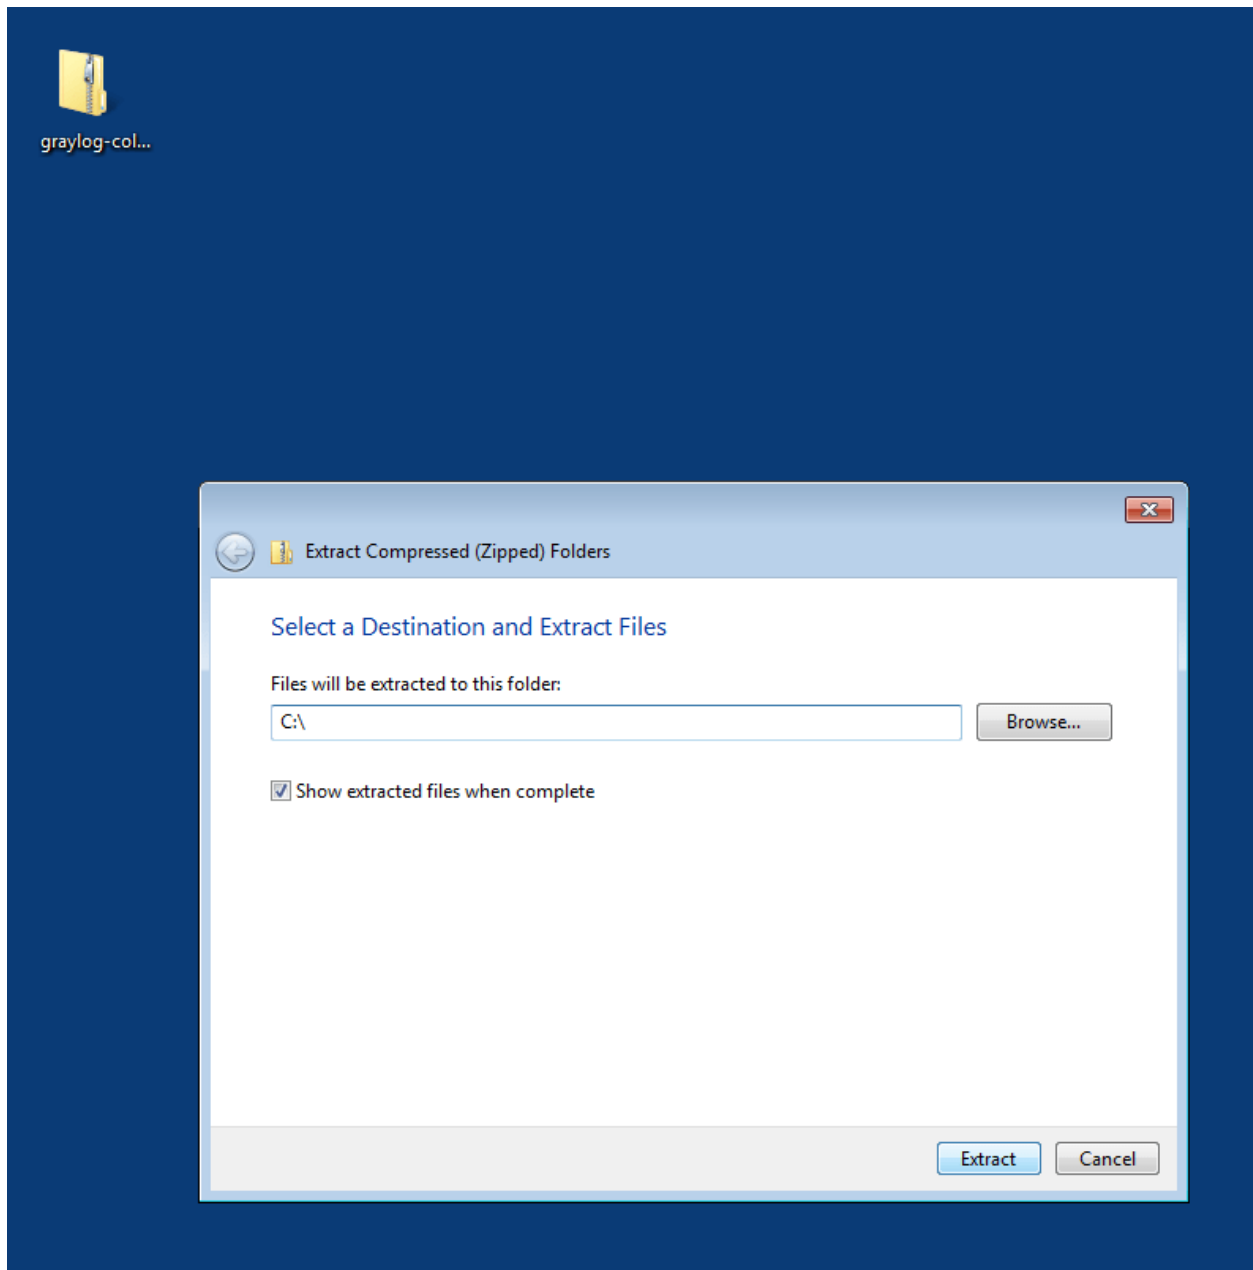 graylog-col...
Extract Compressed (Zipped) Folders
Select a Destination and Extract Files
Files will be extracted to this folder:
C:\
Browse...
Show extracted files when complete
Extract
Cancel